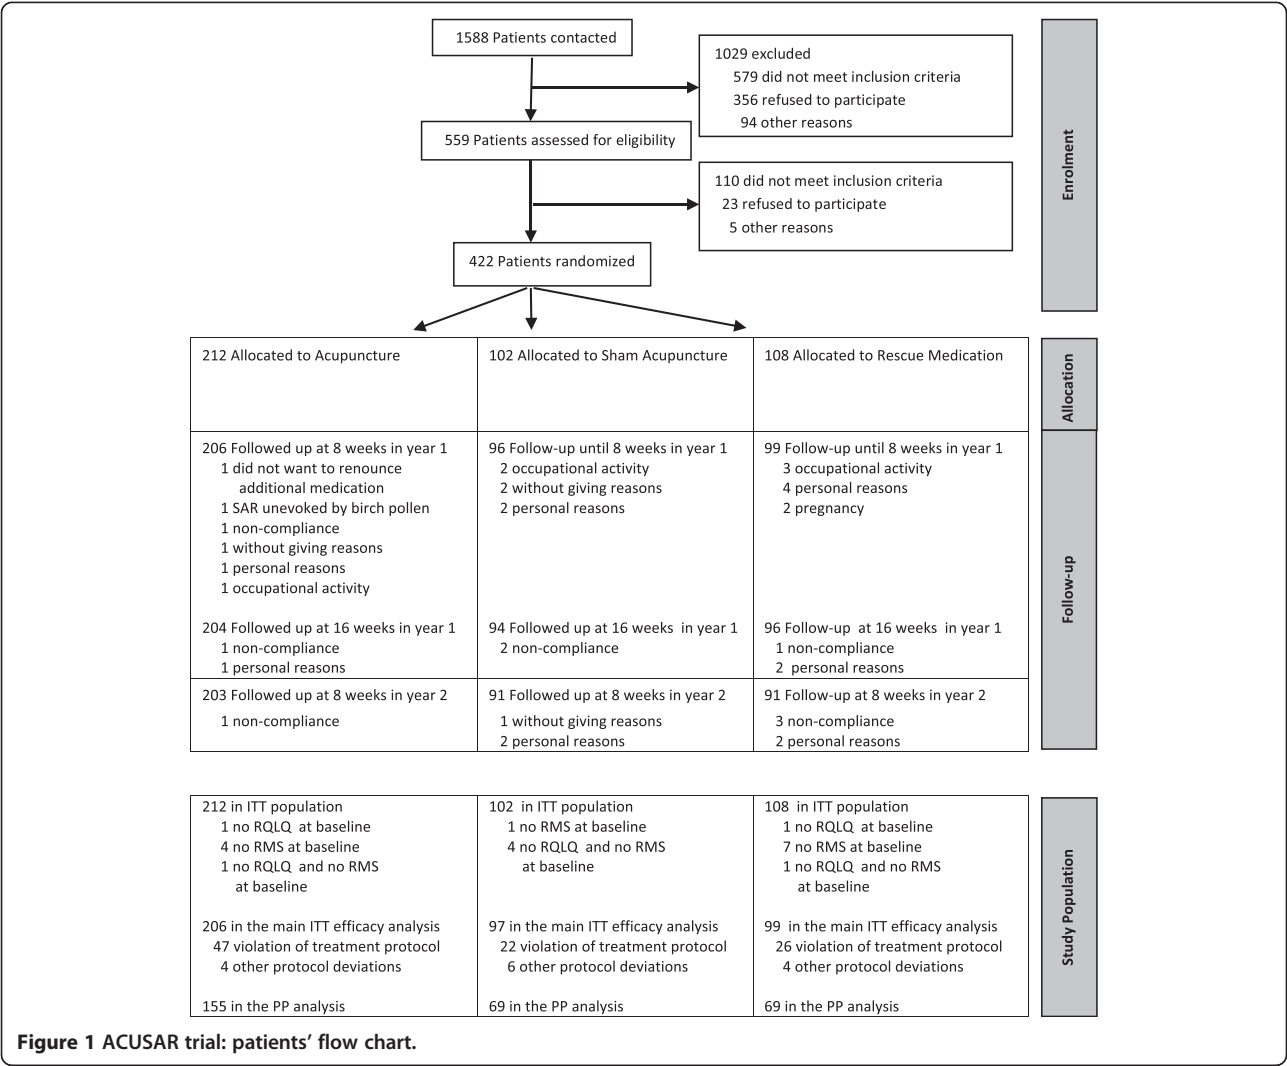 1588 Patients contacted
1029 excluded
579 did not meet inclusion criteria
356 refused to participate
94 other reasons
559 Patients assessed for eligibility
110 did not meet inclusion criteria
23 refused to participate
5 other reasons
422 Patients randomized
Enrolment
212 Allocated to Acupuncture
102 Allocated to Sham Acupuncture
108 Allocated to Rescue Medication
Allocation
206 Followed up at 8 weeks in year 1
1 did not want to renounce
additional medication
1 SAR unevoked by birch pollen
1 non-compliance
1 without giving reasons
1 personal reasons
1 occupational activity
96 Follow-up until 8 weeks in year 1
2 occupational activity
2 without giving reasons
2 personal reasons
99 Follow-up until 8 weeks in year 1
3 occupational activity
4 personal reasons
2 pregnancy
204 Followed up at 16 weeks in year 1
1 non-compliance
1 personal reasons
94 Followed up at 16 weeks in year 1
2 non-compliance
96 Follow-up at 16 weeks in year 1
1 non-compliance
2 personal reasons
203 Followed up at 8 weeks in year 2
1 non-compliance
91 Followed up at 8 weeks in year 2
1 without giving reasons
2 personal reasons
91 Follow-up at 8 weeks in year 2
3 non-compliance
2 personal reasons
Follow-up
212 in ITT population
1 no RQLQ at baseline
4 no RMS at baseline
1 no RQLQ and no RMS
at baseline
102 in ITT population
1 no RMS at baseline
4 no RQLQ and no RMS
at baseline
108 in ITT population
1 no RQLQ at baseline
7 no RMS at baseline
1 no RQLQ and no RMS
at baseline
206 in the main ITT efficacy analysis
47 violation of treatment protocol
4 other protocol deviations
97 in the main ITT efficacy analysis
22 violation of treatment protocol
6 other protocol deviations
99 in the main ITT efficacy analysis
26 violation of treatment protocol
4 other protocol deviations
155 in the PP analysis
69 in the PP analysis
69 in the PP analysis
Study Population
Figure 1 ACUSAR trial: patients' flow chart.